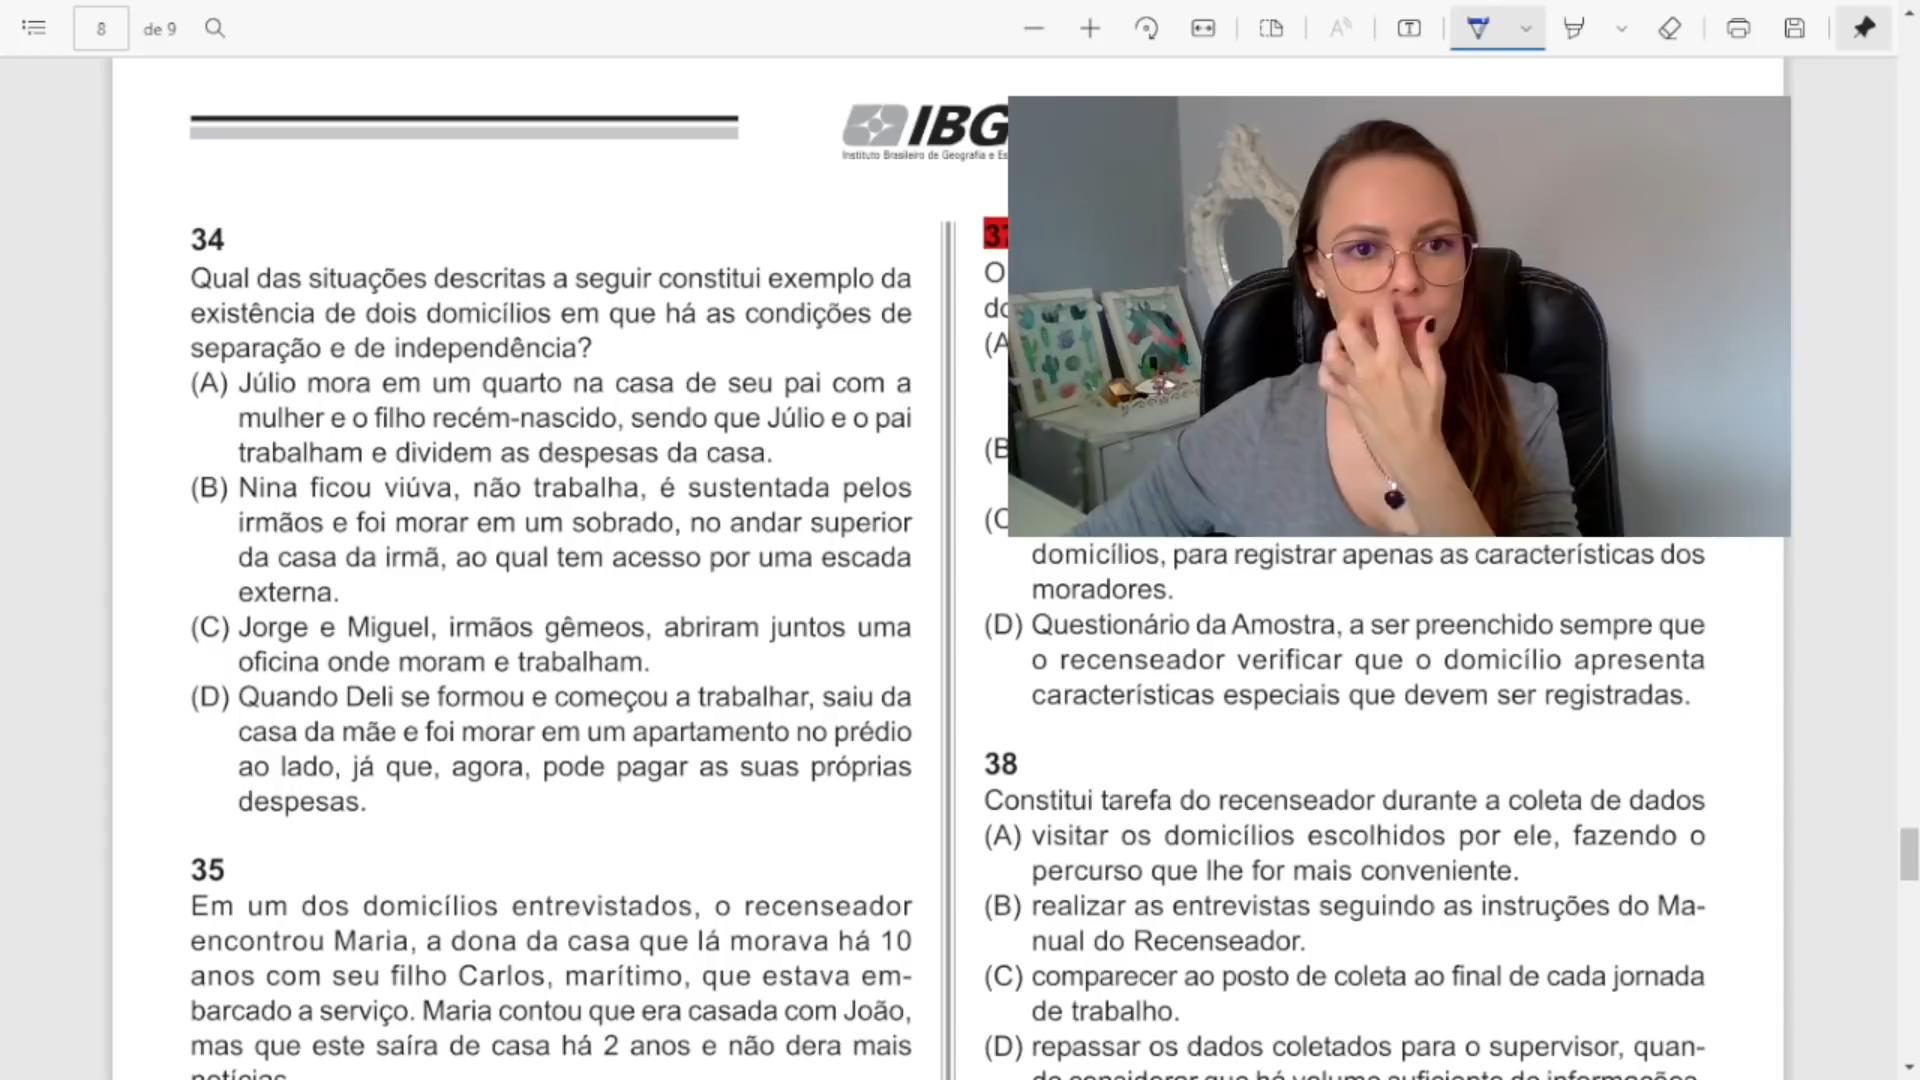 8
de 9
IBG
Instituto Brasileiro de Geografia e Es
34
Qual das situações descritas a seguir constitui exemplo da
existência de dois domicílios em que há as condições de
separação e de independência?
(A) Júlio mora em um quarto na casa de seu pai com a
mulher e o filho recém-nascido, sendo que Júlio e o pai
trabalham e dividem as despesas da casa.
(B) Nina ficou viúva, não trabalha, é sustentada pelos
irmãos e foi morar em um sobrado, no andar superior
da casa da irmã, ao qual tem acesso por uma escada
externa.
(C) Jorge e Miguel, irmãos gêmeos, abriram juntos uma
oficina onde moram e trabalham.
(D) Quando Deli se formou e começou a trabalhar, saiu da
casa da mãe e foi morar em um apartamento no prédio
ao lado, já que, agora, pode pagar as suas próprias
despesas.
35
Em um dos domicílios entrevistados, o recenseador
encontrou Maria, a dona da casa que lá morava há 10
anos com seu filho Carlos, marítimo, que estava em-
barcado a serviço. Maria contou que era casada com João,
mas que este saíra de casa há 2 anos e não dera mais
notícias.
37
O
do
(A
(B
(C
domicílios, para registrar apenas as características dos
moradores.
(D) Questionário da Amostra, a ser preenchido sempre que
o recenseador verificar que o domicílio apresenta
características especiais que devem ser registradas.
38
Constitui tarefa do recenseador durante a coleta de dados
(A) visitar os domicílios escolhidos por ele, fazendo o
percurso que lhe for mais conveniente.
(B) realizar as entrevistas seguindo as instruções do Ma-
nual do Recenseador.
(C) comparecer ao posto de coleta ao final de cada jornada
de trabalho.
(D) repassar os dados coletados para o supervisor, quan-
do considerar que há volume suficiente de informações